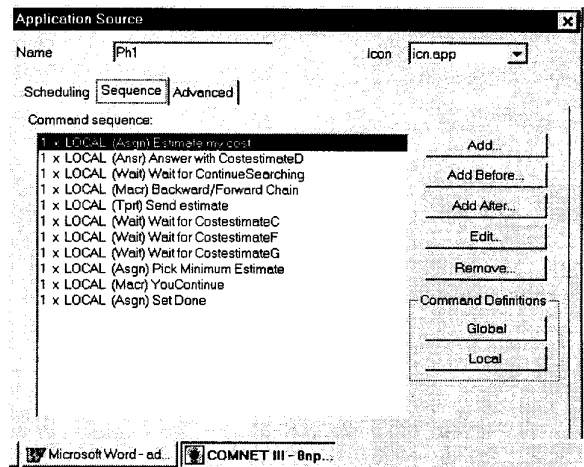 Application Source
Name Ph1 Icon icn.app
Scheduling Sequence Advanced
Command sequence:
1 x LOCAL (Asgn) Estimate my cost
1 x LOCAL (Ansr) Answer with CostestimateD
1 x LOCAL (Wait) Wait for ContinueSearching
1 x LOCAL (Macr) Backward/Forward Chain
1 x LOCAL (Tprt) Send estimate
1 x LOCAL (Wait) Wait for CostestimateC
1 x LOCAL (Wait) Wait for CostestimateF
1 x LOCAL (Wait) Wait for CostestimateG
1 x LOCAL (Asgn) Pick Minimum Estimate
1 x LOCAL (Macr) YouContinue
1 x LOCAL (Asgn) Set Done
Add...
Add Before...
Add After...
Edit...
Remove...
Command Definitions
Global
Local
Microsoft Word - ad... COMNET III - 8np...